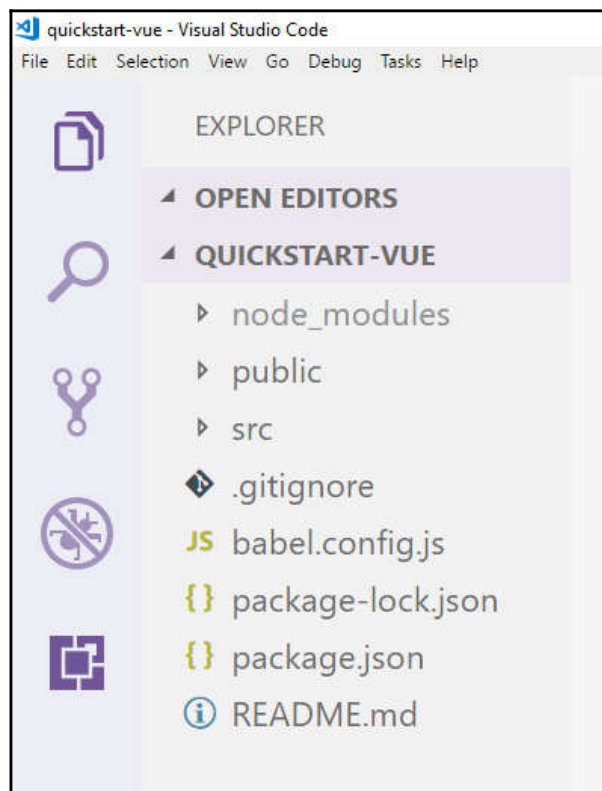 quickstart-vue - Visual Studio Code
File Edit Selection View Go Debug Tasks Help
EXPLORER
OPEN EDITORS
QUICKSTART-VUE
node_modules
public
src
.gitignore
JS babel.config.js
{} package-lock.json
{} package.json
README.md